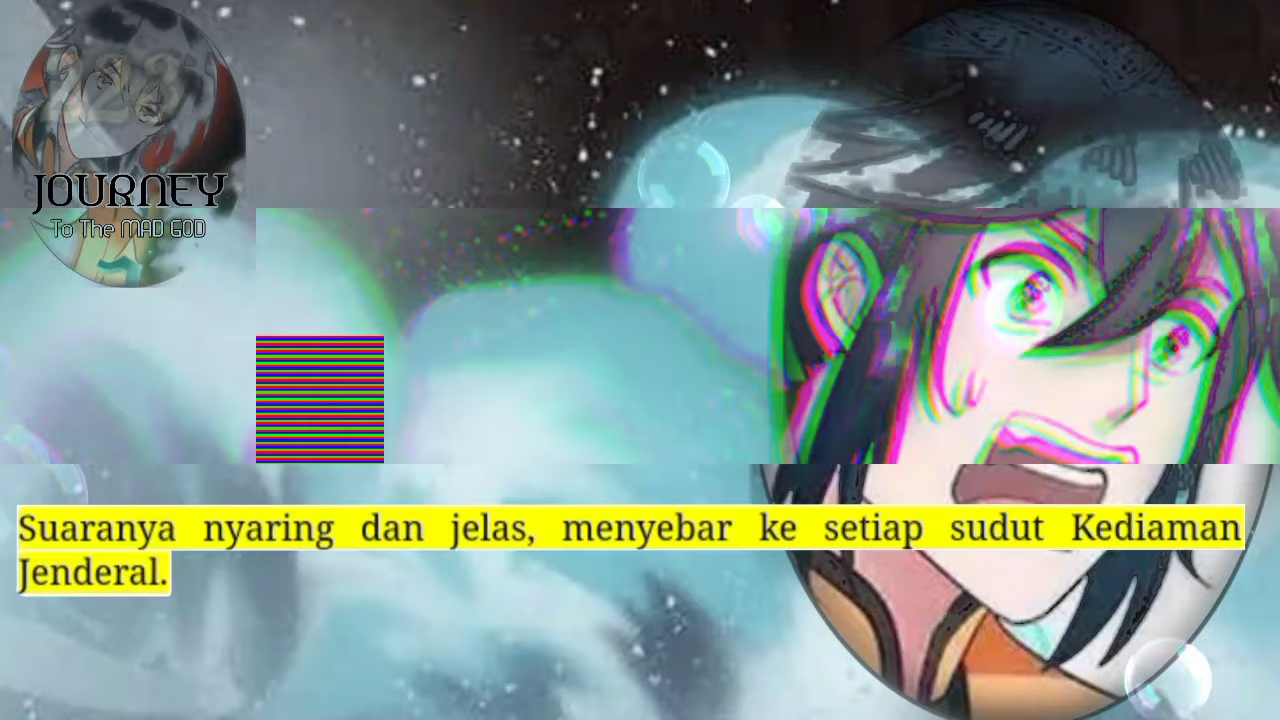 JOURNEY
To The MAD GOD
Suaranya nyaring dan jelas, menyebar ke setiap sudut Kediaman
Jenderal.